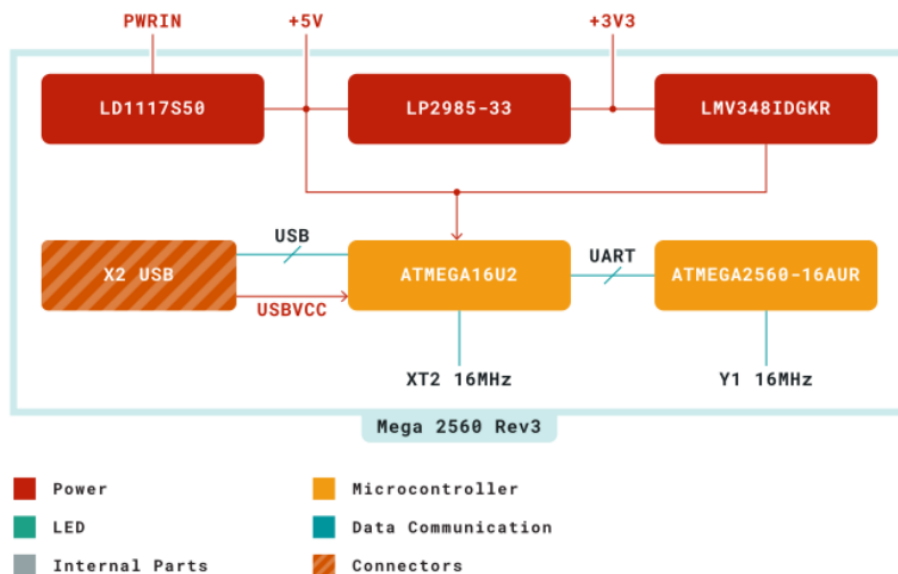 PWRIN +5V +3V3
LD1117S50 LP2985-33 LMV348IDGKR
USB UART
X2 USB ATMEGA16U2 ATMEGA2560-16AUR
USBVCC
XT2 16MHz Y1 16MHz
Mega 2560 Rev3
Power Microcontroller
LED Data Communication
Internal Parts Connectors